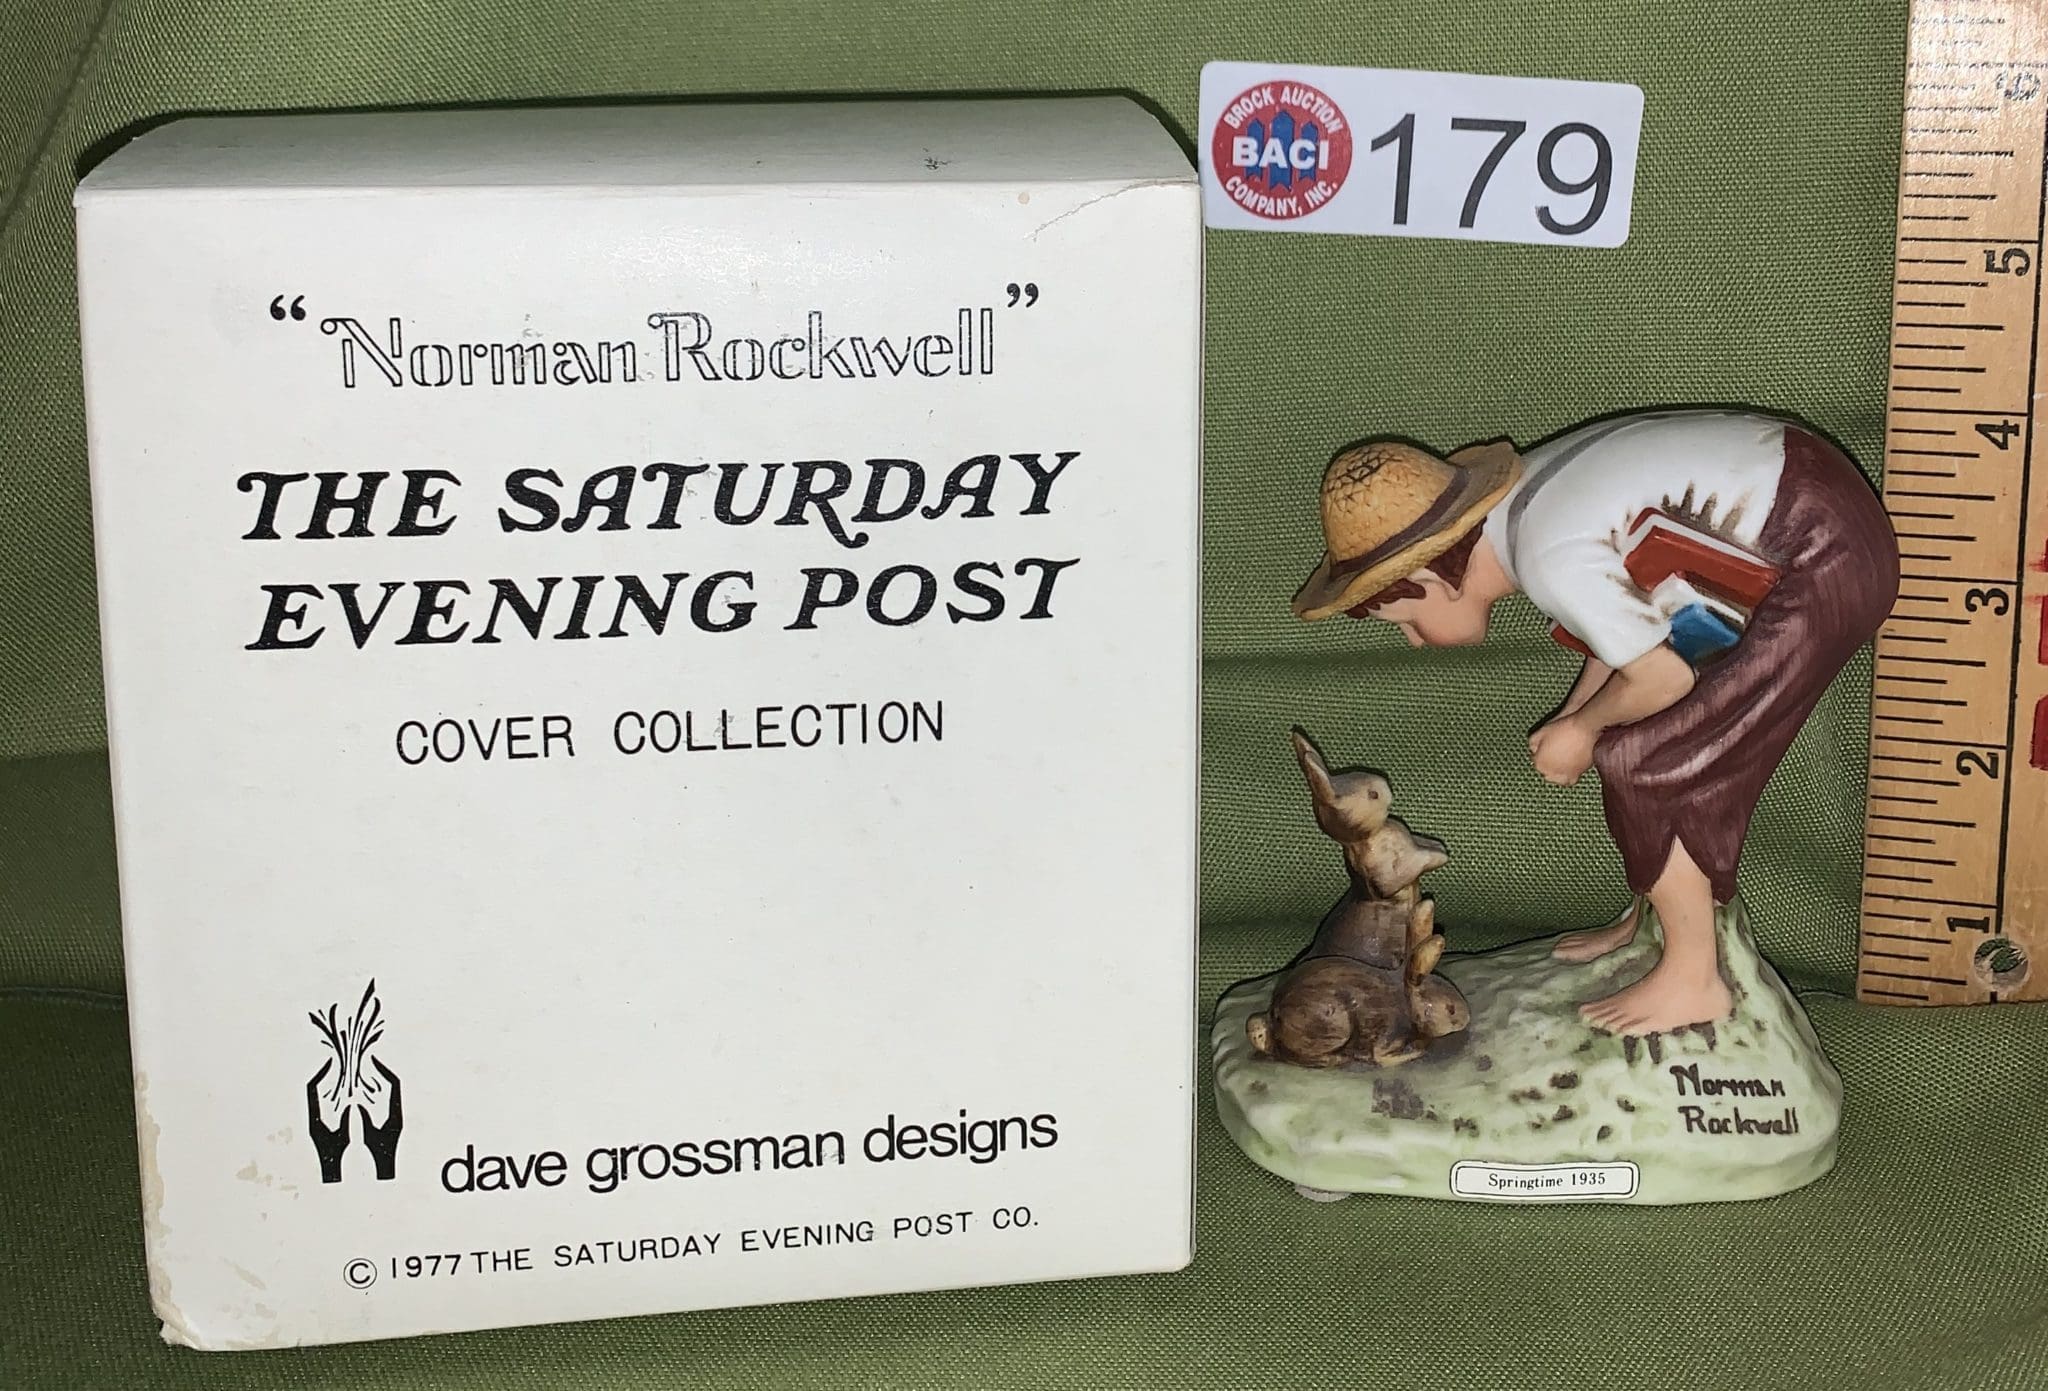 “Norman Rockwell”
THE SATURDAY
EVENING POST
COVER COLLECTION
dave grossman designs
© 1977 THE SATURDAY EVENING POST CO.
BROCK AUCTION
BACI
COMPANY, INC.
179
Norman
Rockwell
Springtime 1935
6
5
4
3
2
1